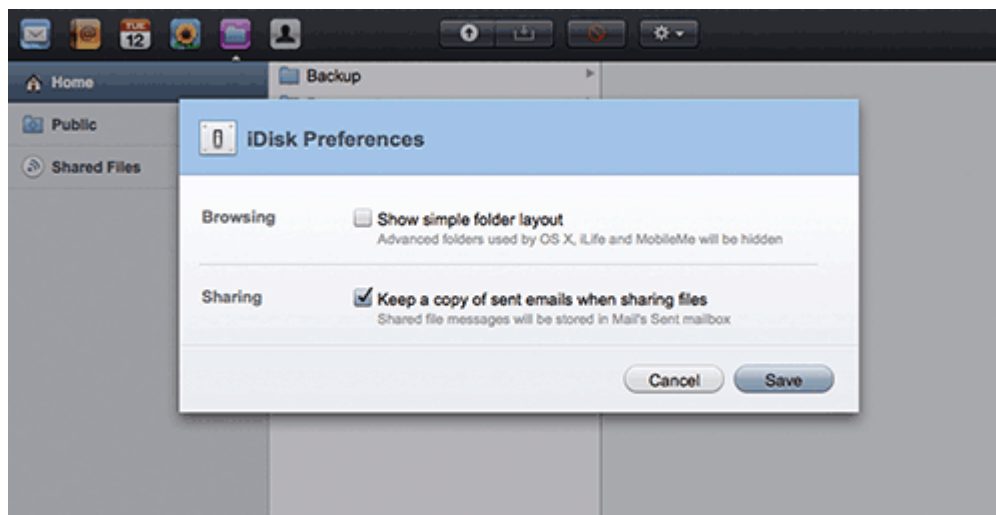 TUE
12
Home
Backup
Public
Shared Files
iDisk Preferences
Browsing
Show simple folder layout
Advanced folders used by OS X, iLife and MobileMe will be hidden
Sharing
Keep a copy of sent emails when sharing files
Shared file messages will be stored in Mail's Sent mailbox
Cancel
Save